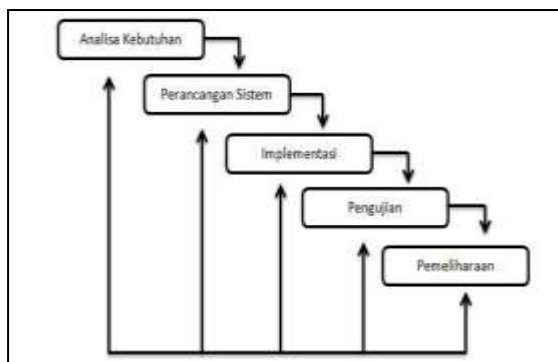 Analisa Kebutuhan
Perancangan Sistem
Implementasi
Pengujian
Pemeliharaan